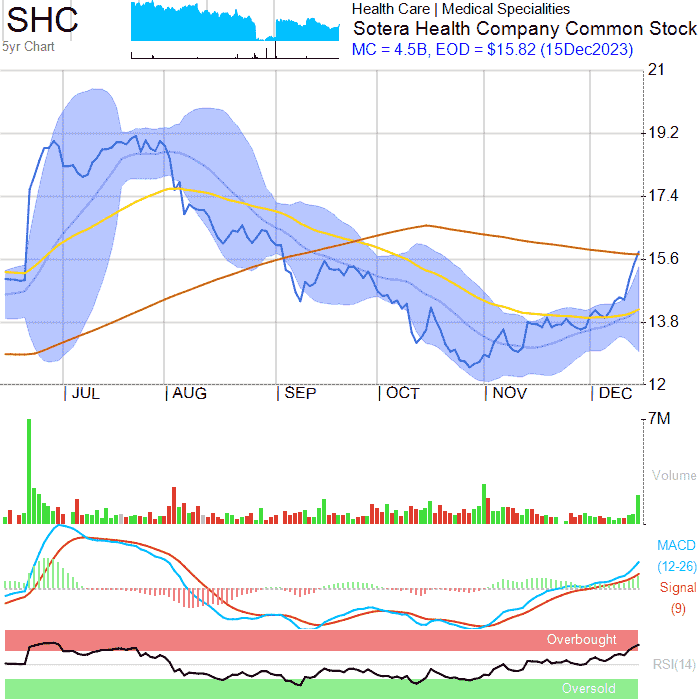 SHC
5yr Chart
Health Care | Medical Specialities
Sotera Health Company Common Stock
MC = 4.5B, EOD = $15.82 (15Dec2023)
21
19.2
17.4
15.6
13.8
12
JUL AUG SEP OCT NOV DEC
7M
Volume
MACD
(12-26)
Signal
(9)
Overbought
RSI(14)
Oversold